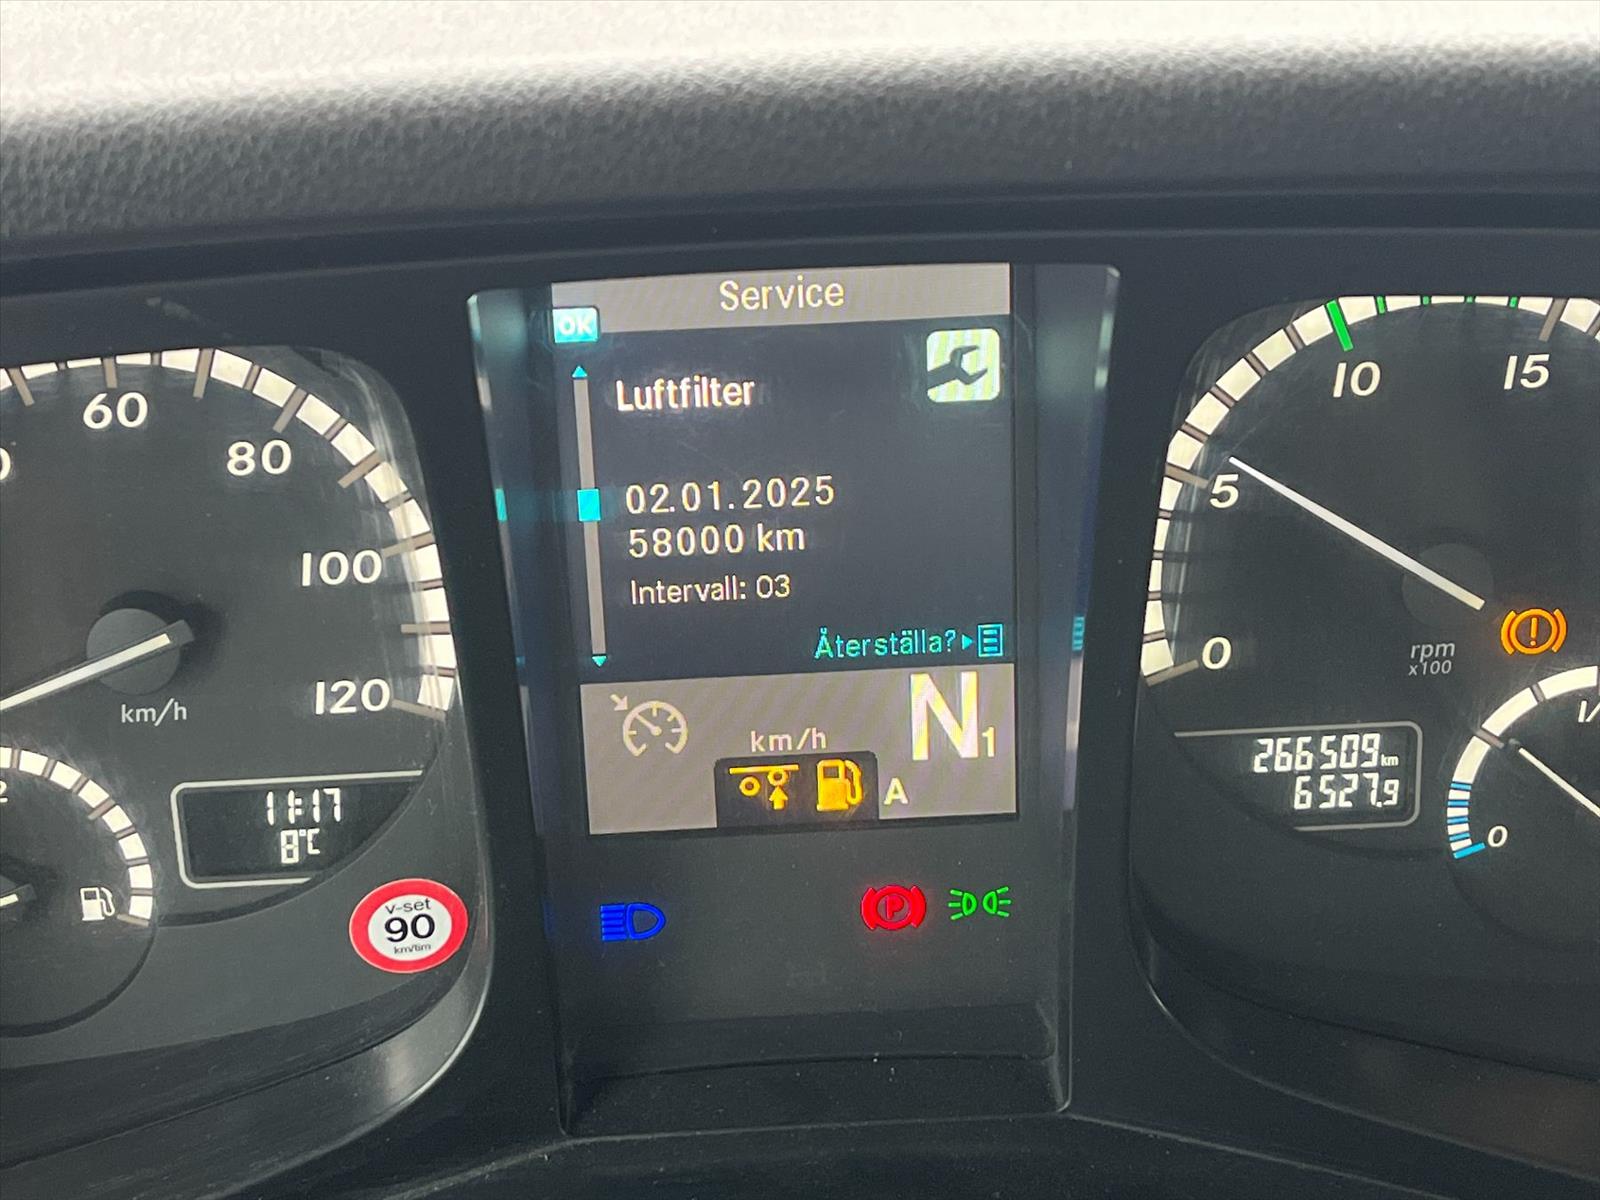 Service
OK
Luftfilter
02.01.2025
58000 km
Intervall: 03
Återställa?
km/h
N1
A
60
80
100
120
km/h
11:17
8°C
v-set
90
km/tim
0
5
10
15
rpm
x100
266509 km
6527.9
0
P